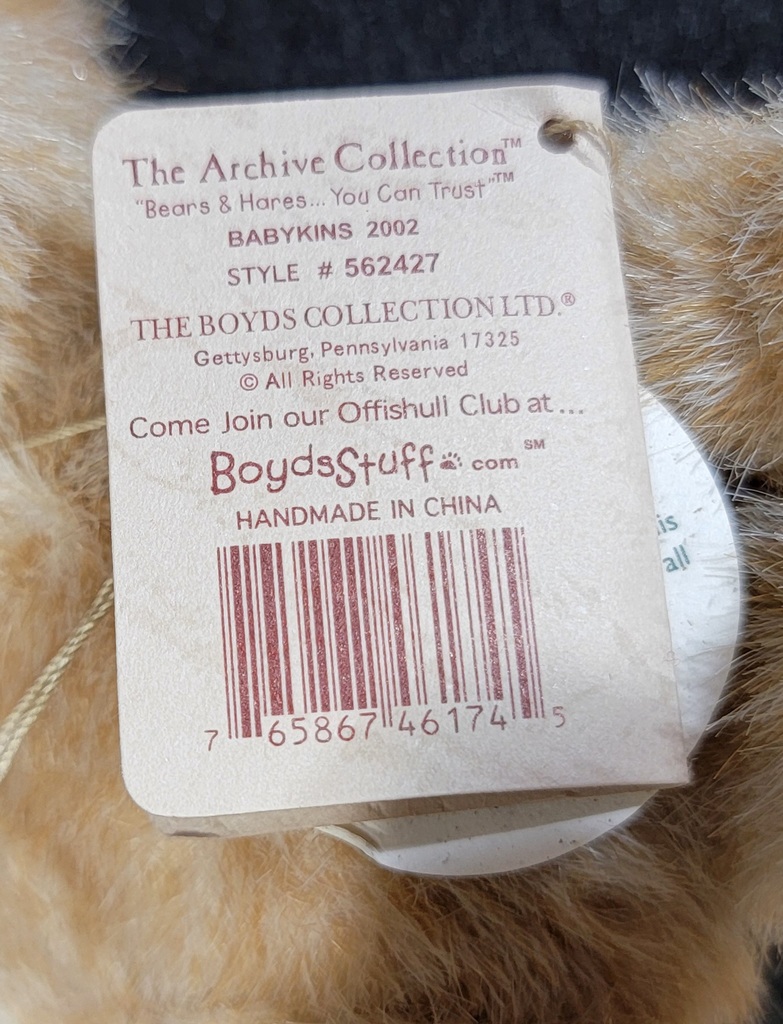 The Archive Collection™
"Bears & Hares... You Can Trust"™
BABYKINS 2002
STYLE # 562427
THE BOYDS COLLECTION LTD.®
Gettysburg, Pennsylvania 17325
© All Rights Reserved
Come Join our Offishull Club at...
BoydsStuff.com℠
HANDMADE IN CHINA
7 65867 46174 5
is
all